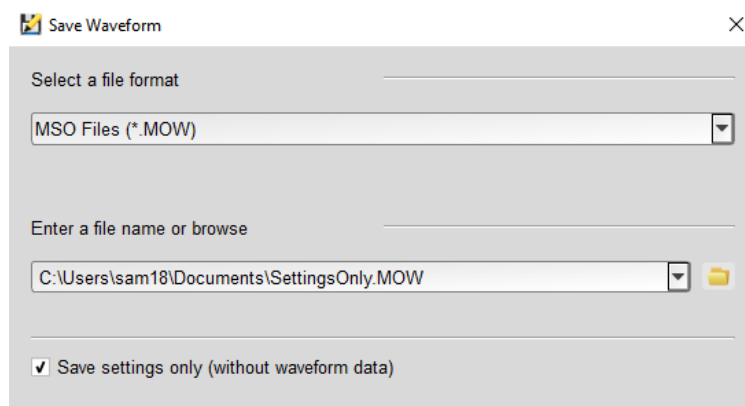 Save Waveform
Select a file format
MSO Files (*.MOW)
Enter a file name or browse
C:\Users\sam18\Documents\SettingsOnly.MOW
Save settings only (without waveform data)